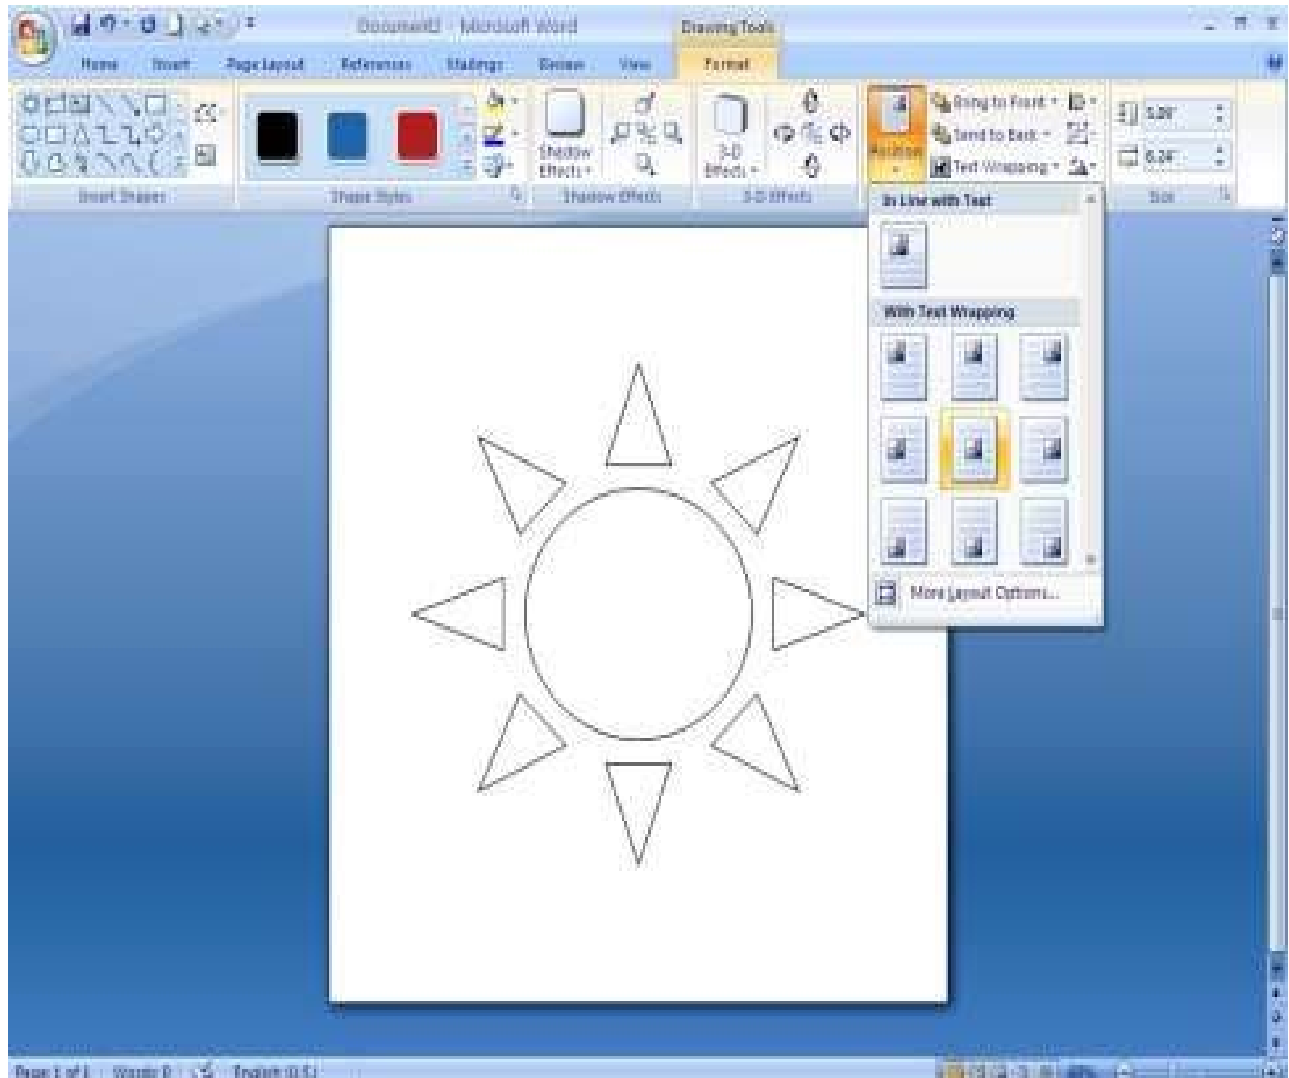 Document2 - Microsoft Word
Drawing Tools
Home Insert Page Layout References Mailings Review View Format
Bring to Front
Send to Back
Text Wrapping
Position
Shadow Effects
3-D Effects
Insert Shapes
Shape Styles
Shadow Effects
3-D Effects
Size
In Line with Text
With Text Wrapping
More Layout Options...
Page 1 of 1 Words: 0 English (U.S.)